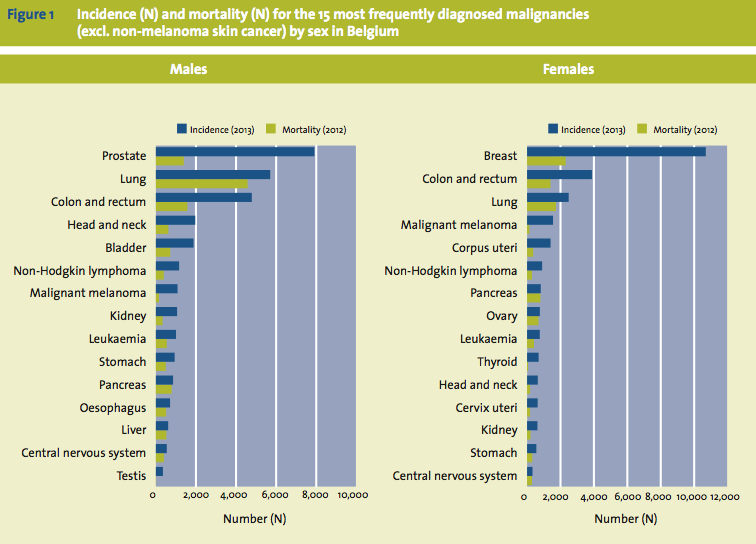 Figure 1
Incidence (N) and mortality (N) for the 15 most frequently diagnosed malignancies
(excl. non-melanoma skin cancer) by sex in Belgium
Males
Incidence (2013) Mortality (2012)
Prostate
Lung
Colon and rectum
Head and neck
Bladder
Non-Hodgkin lymphoma
Malignant melanoma
Kidney
Leukaemia
Stomach
Pancreas
Oesophagus
Liver
Central nervous system
Testis
0 2,000 4,000 6,000 8,000 10,000
Number (N)
Females
Incidence (2013) Mortality (2012)
Breast
Colon and rectum
Lung
Malignant melanoma
Corpus uteri
Non-Hodgkin lymphoma
Pancreas
Ovary
Leukaemia
Thyroid
Head and neck
Cervix uteri
Kidney
Stomach
Central nervous system
0 2,000 4,000 6,000 8,000 10,000 12,000
Number (N)